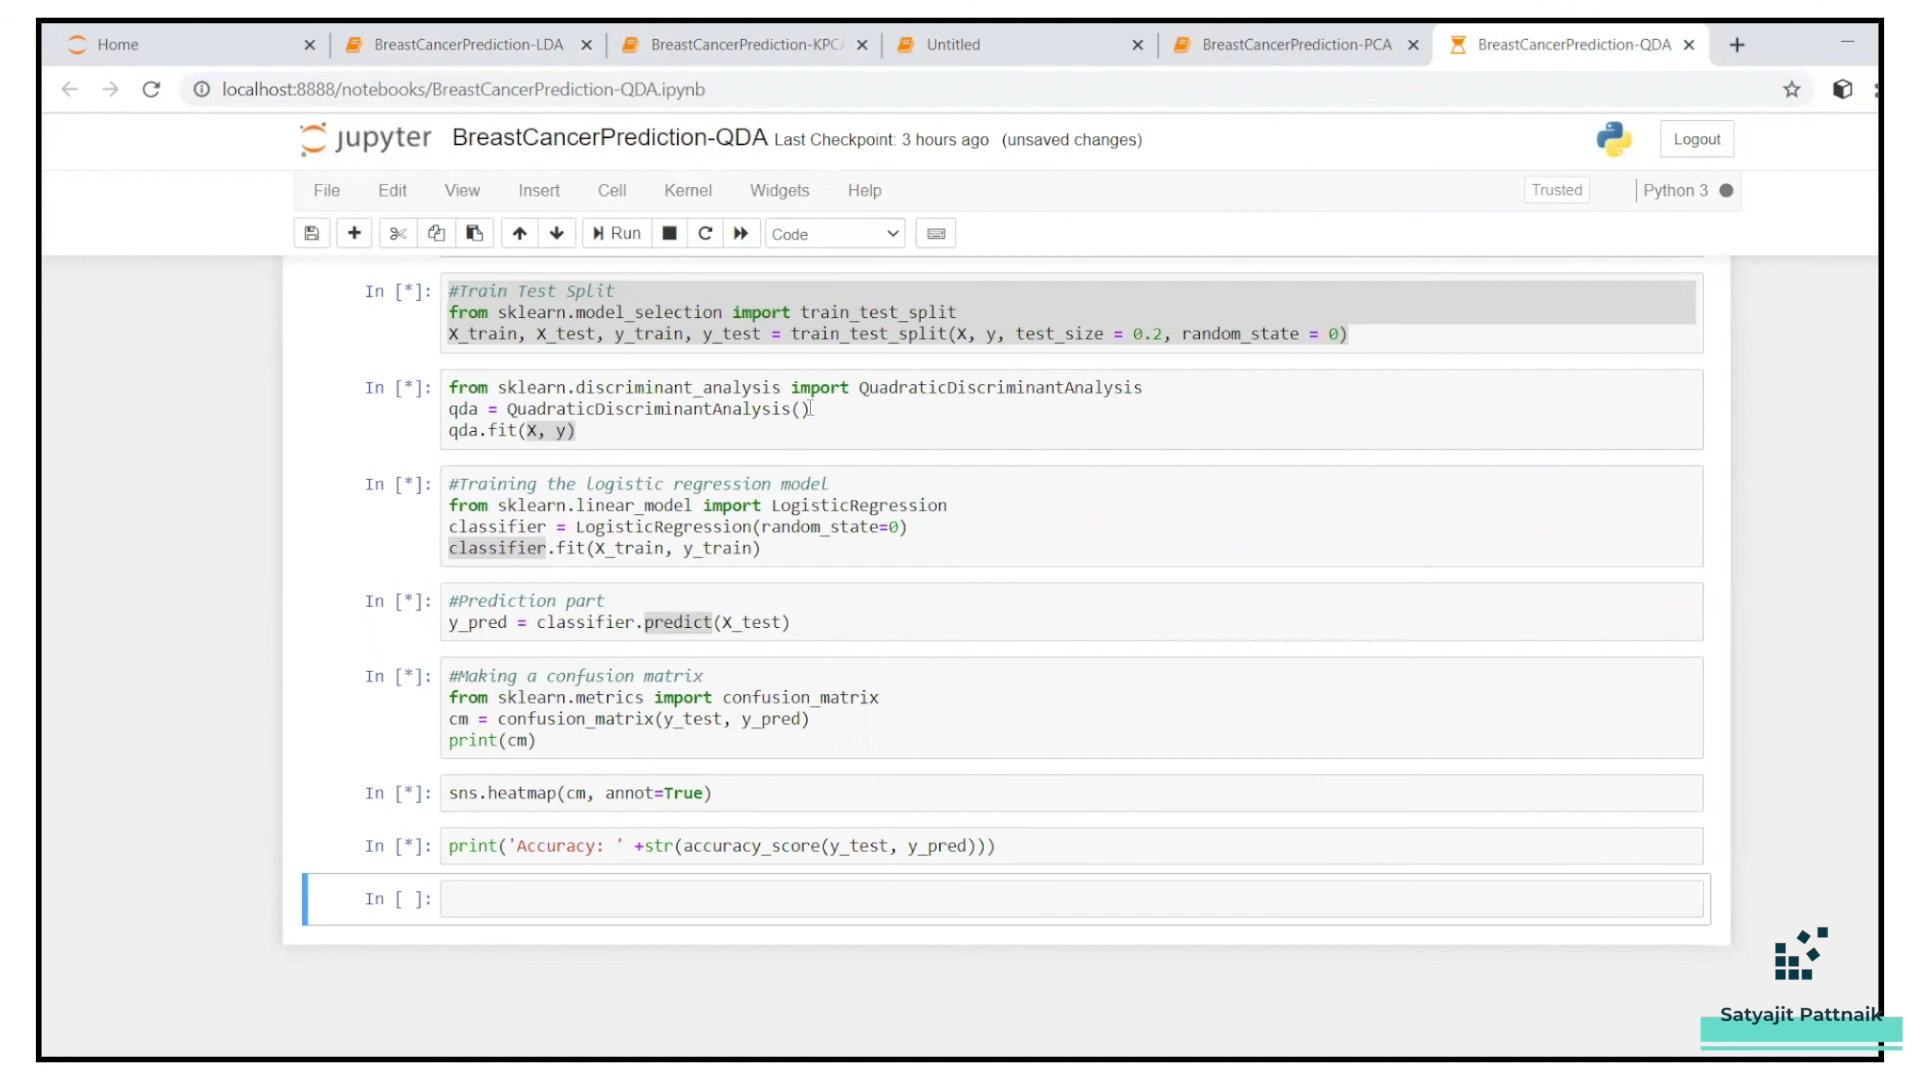 Home
BreastCancerPrediction-LDA
BreastCancerPrediction-KPCA
Untitled
BreastCancerPrediction-PCA
BreastCancerPrediction-QDA
localhost:8888/notebooks/BreastCancerPrediction-QDA.ipynb
jupyter BreastCancerPrediction-QDA Last Checkpoint: 3 hours ago (unsaved changes)
Logout
File Edit View Insert Cell Kernel Widgets Help
Trusted
Python 3
Run
Code
In [*]: #Train Test Split
from sklearn.model_selection import train_test_split
X_train, X_test, y_train, y_test = train_test_split(X, y, test_size = 0.2, random_state = 0)
In [*]: from sklearn.discriminant_analysis import QuadraticDiscriminantAnalysis
qda = QuadraticDiscriminantAnalysis()
qda.fit(X, y)
In [*]: #Training the logistic regression model
from sklearn.linear_model import LogisticRegression
classifier = LogisticRegression(random_state=0)
classifier.fit(X_train, y_train)
In [*]: #Prediction part
y_pred = classifier.predict(X_test)
In [*]: #Making a confusion matrix
from sklearn.metrics import confusion_matrix
cm = confusion_matrix(y_test, y_pred)
print(cm)
In [*]: sns.heatmap(cm, annot=True)
In [*]: print('Accuracy: ' +str(accuracy_score(y_test, y_pred)))
In [ ]:
Satyajit Pattnaik